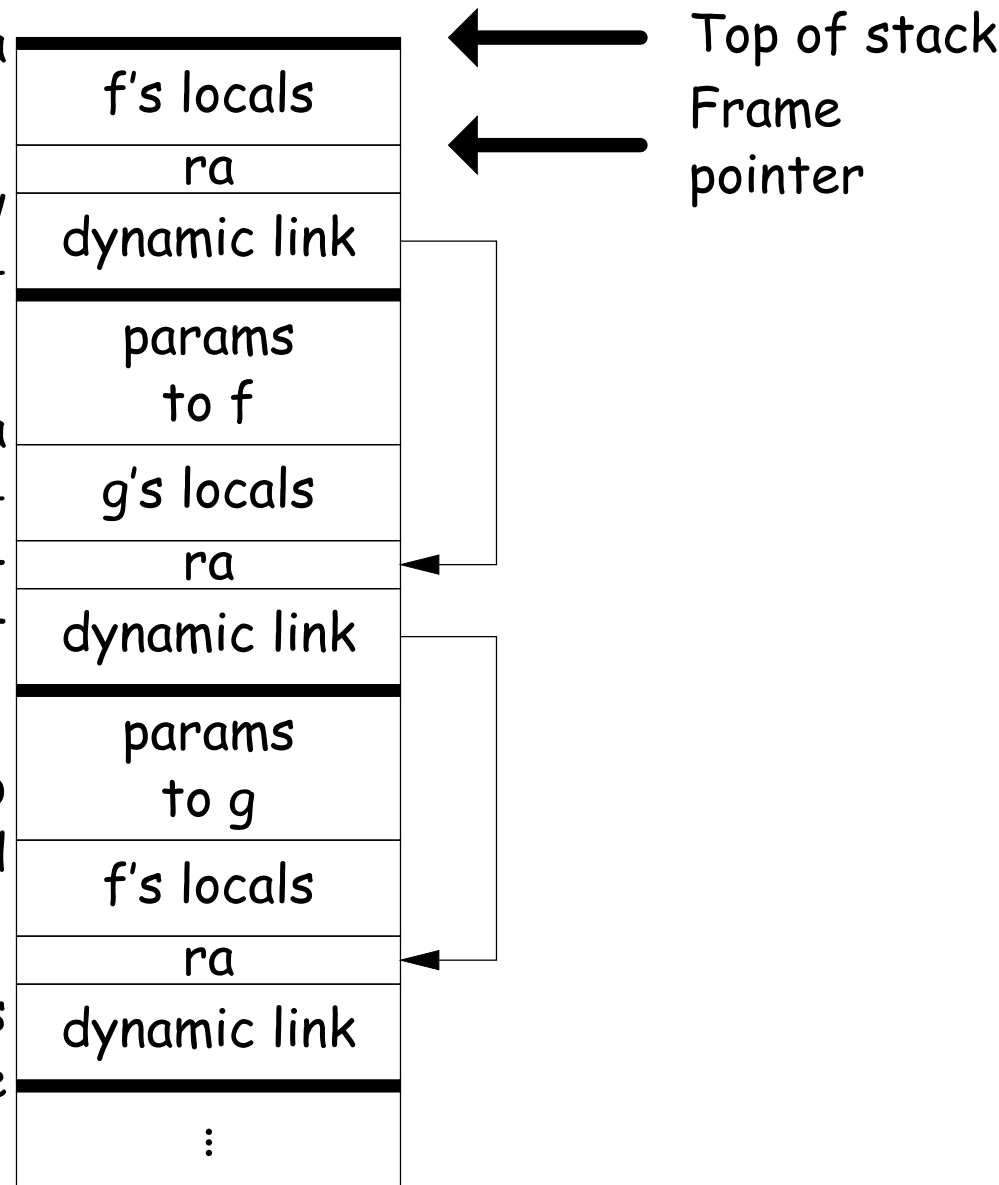 Top of stack
f's locals
Frame
pointer
ra
dynamic link
params
to f
g's locals
ra
dynamic link
params
to g
f's locals
ra
dynamic link
⋮